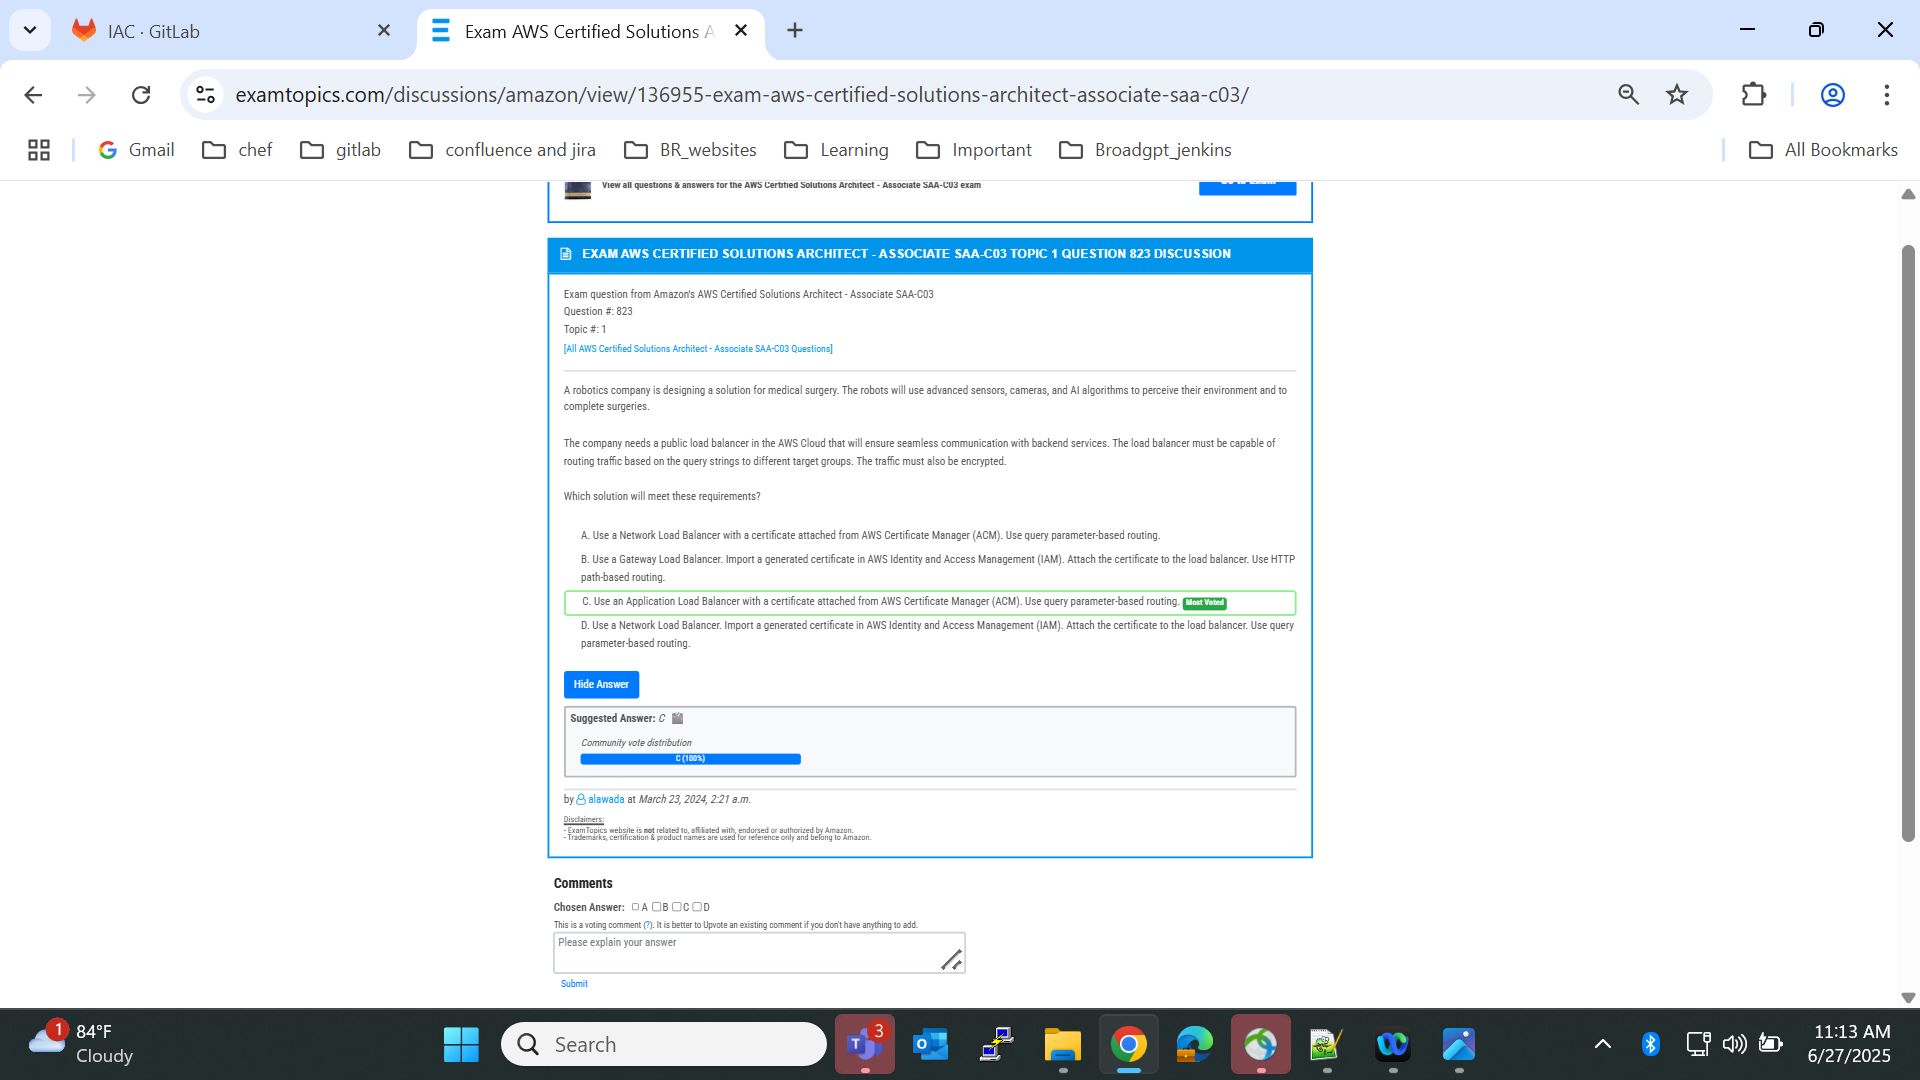 IAC · GitLab
Exam AWS Certified Solutions A
examtopics.com/discussions/amazon/view/136955-exam-aws-certified-solutions-architect-associate-saa-c03/
Gmail chef gitlab confluence and jira BR_websites Learning Important Broadgpt_jenkins All Bookmarks
View all questions & answers for the AWS Certified Solutions Architect - Associate SAA-C03 exam
EXAM AWS CERTIFIED SOLUTIONS ARCHITECT - ASSOCIATE SAA-C03 TOPIC 1 QUESTION 823 DISCUSSION
Exam question from Amazon's AWS Certified Solutions Architect - Associate SAA-C03
Question #: 823
Topic #: 1
[All AWS Certified Solutions Architect - Associate SAA-C03 Questions]
A robotics company is designing a solution for medical surgery. The robots will use advanced sensors, cameras, and AI algorithms to perceive their environment and to
complete surgeries.
The company needs a public load balancer in the AWS Cloud that will ensure seamless communication with backend services. The load balancer must be capable of
routing traffic based on the query strings to different target groups. The traffic must also be encrypted.
Which solution will meet these requirements?
A. Use a Network Load Balancer with a certificate attached from AWS Certificate Manager (ACM). Use query parameter-based routing.
B. Use a Gateway Load Balancer. Import a generated certificate in AWS Identity and Access Management (IAM). Attach the certificate to the load balancer. Use HTTP
path-based routing.
C. Use an Application Load Balancer with a certificate attached from AWS Certificate Manager (ACM). Use query parameter-based routing. Most Voted
D. Use a Network Load Balancer. Import a generated certificate in AWS Identity and Access Management (IAM). Attach the certificate to the load balancer. Use query
parameter-based routing.
Hide Answer
Suggested Answer: C
Community vote distribution
C (100%)
by alawada at March 23, 2024, 2:21 a.m.
Disclaimers:
- ExamTopics website is not related to, affiliated with, endorsed or authorized by Amazon.
- Trademarks, certification & product names are used for reference only and belong to Amazon.
Comments
Chosen Answer: A B C D
This is a voting comment (?). It is better to Upvote an existing comment if you don't have anything to add.
Please explain your answer
Submit
1 84°F
Cloudy
Search
3
11:13 AM
6/27/2025